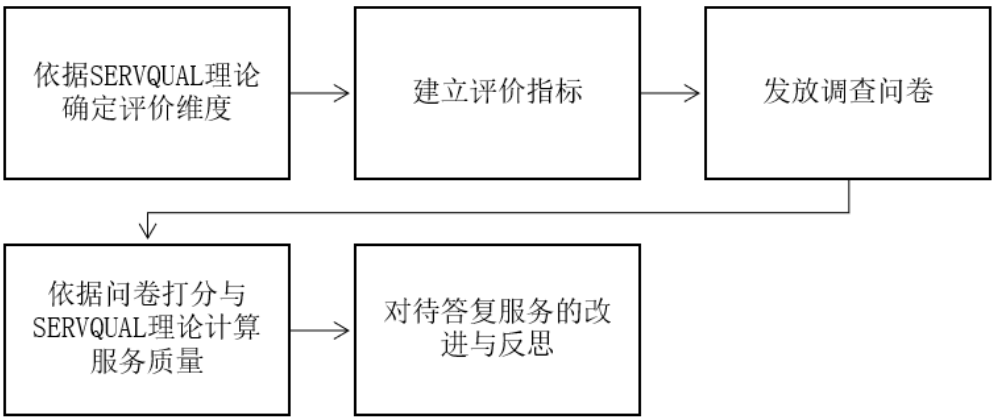 依据SERVQUAL理论
确定评价维度
建立评价指标
发放调查问卷
依据问卷打分与
SERVQUAL理论计算
服务质量
对待答复服务的改
进与反思